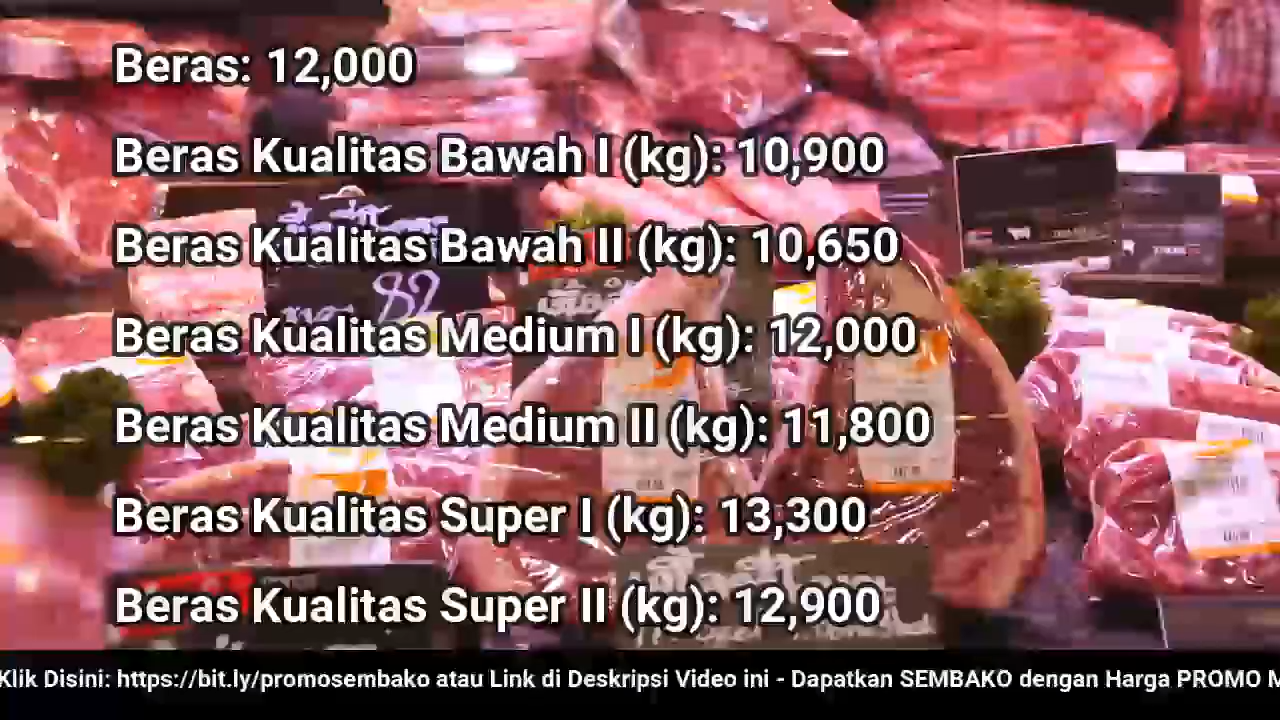 Beras: 12,000
Beras Kualitas Bawah I (kg): 10,900
Beras Kualitas Bawah II (kg): 10,650
82
Beras Kualitas Medium I (kg): 12,000
Beras Kualitas Medium II (kg): 11,800
Beras Kualitas Super I (kg): 13,300
Beras Kualitas Super II (kg): 12,900
Klik Disini: https://bit.ly/promosembako atau Link di Deskripsi Video ini - Dapatkan SEMBAKO dengan Harga PROMO M